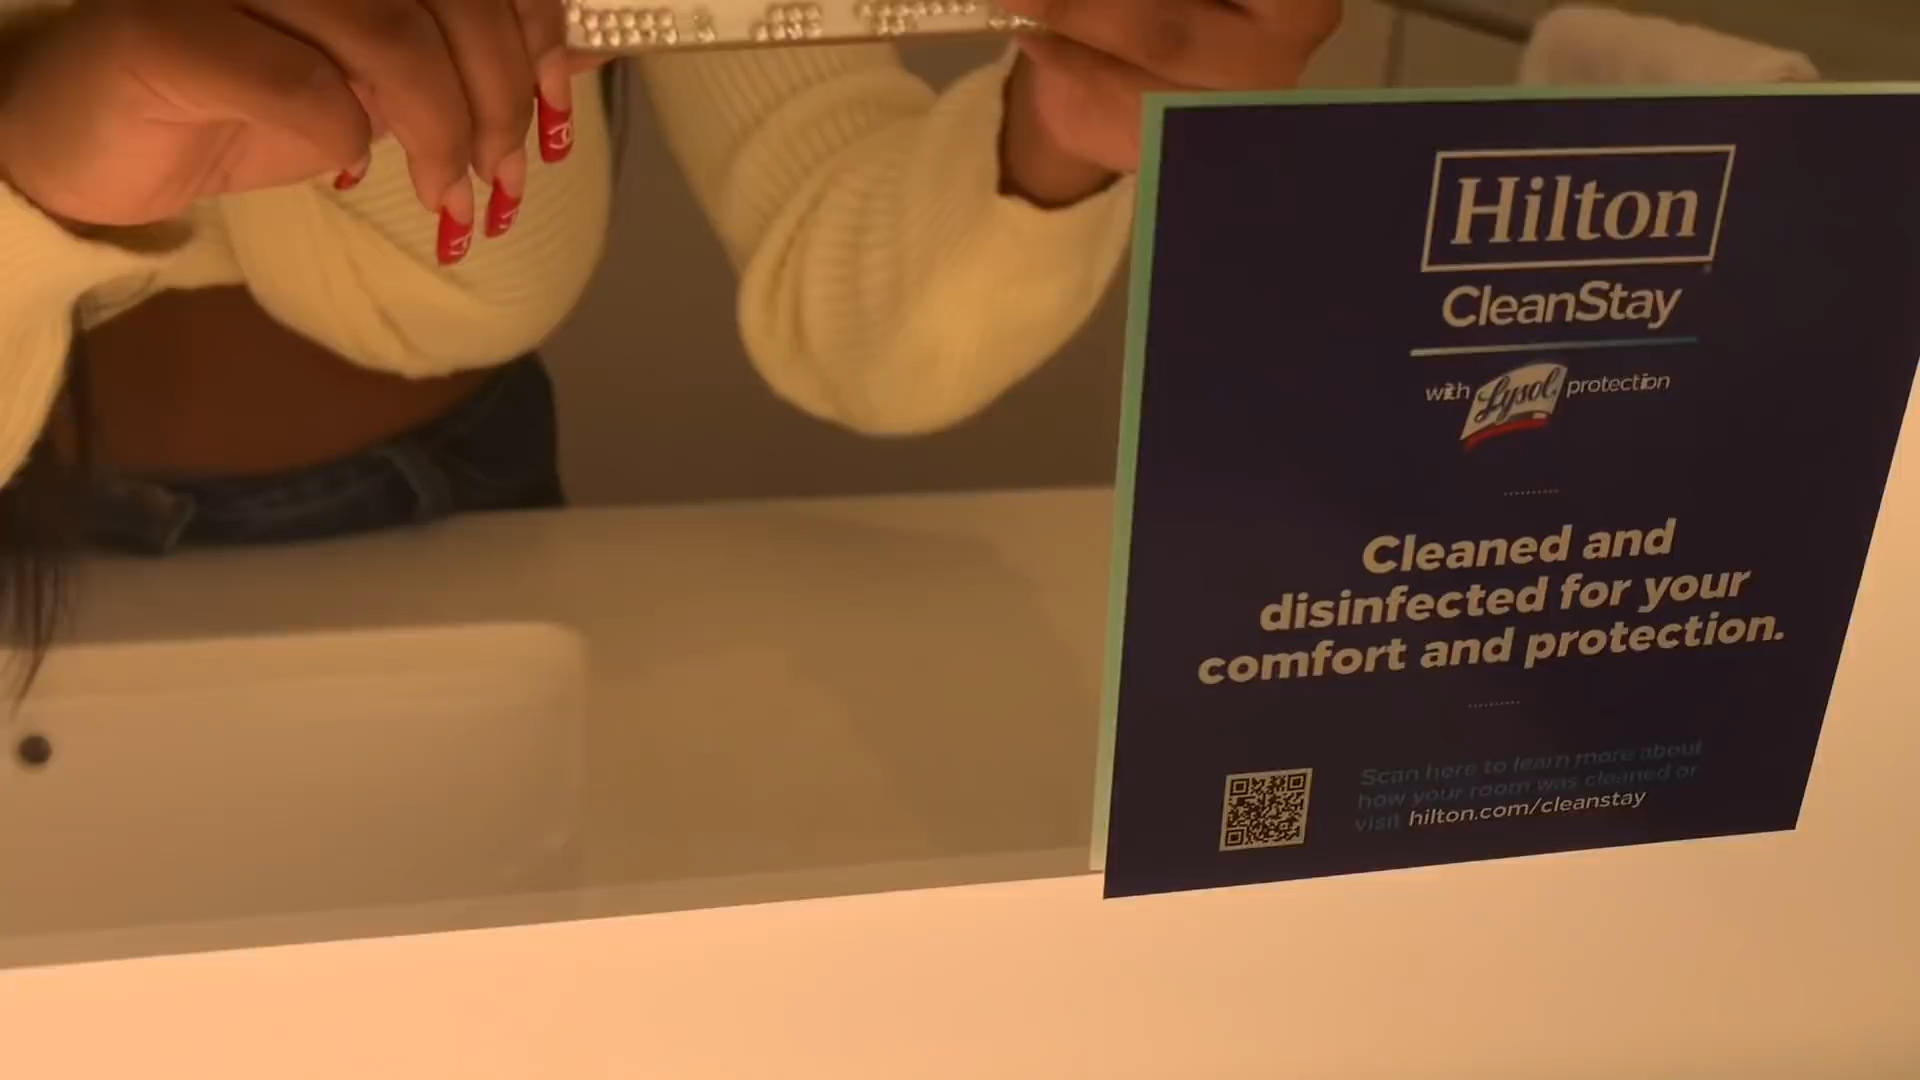 Hilton
CleanStay
with Lysol protection
Cleaned and
disinfected for your
comfort and protection.
Scan here to learn more about
how your room was cleaned or
visit hilton.com/cleanstay